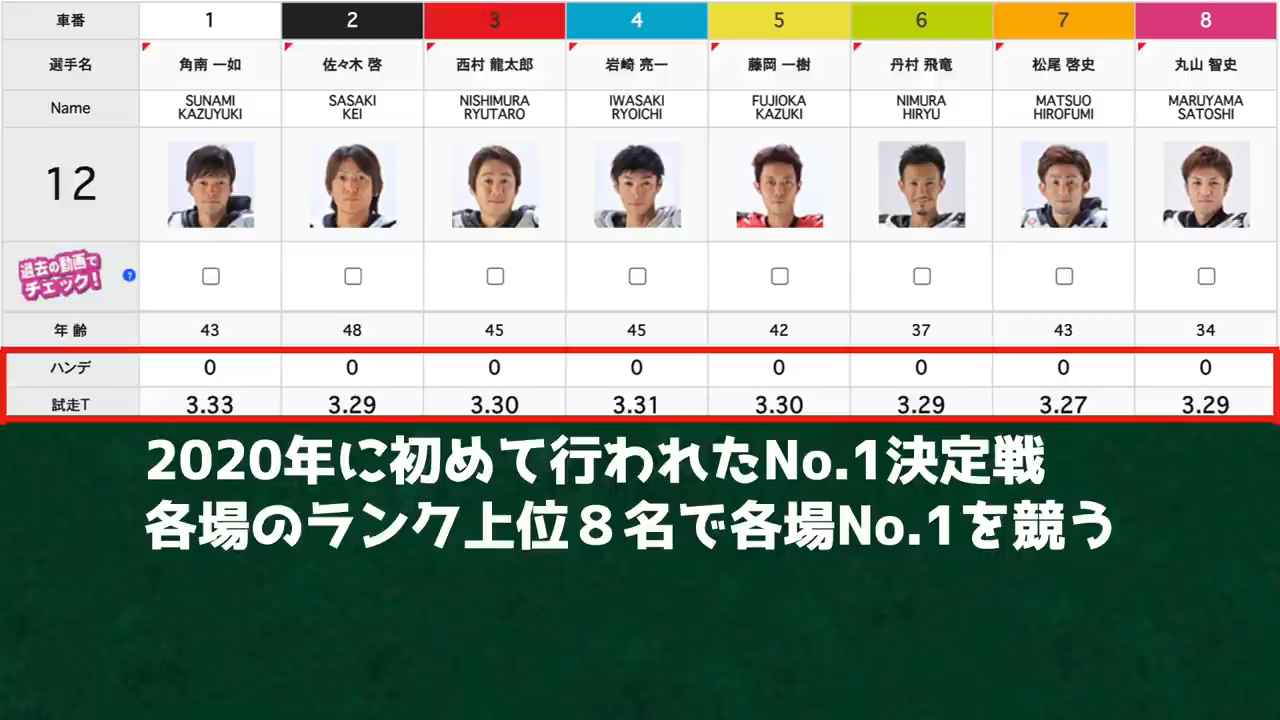 車番 1 2 3 4 5 6 7 8
選手名 角南 一如 佐々木 啓 西村 龍太郎 岩崎 亮一 藤岡 一樹 丹村 飛竜 松尾 啓史 丸山 智史
Name SUNAMI KAZUYUKI SASAKI KEI NISHIMURA RYUTARO IWASAKI RYOICHI FUJIOKA KAZUKI NIMURA HIRYU MATSUO HIROFUMI MARUYAMA SATOSHI
12
過去の動画で
チェック！ ?
年齢 43 48 45 45 42 37 43 34
ハンデ 0 0 0 0 0 0 0 0
試走T 3.33 3.29 3.30 3.31 3.30 3.29 3.27 3.29
2020年に初めて行われたNo.1決定戦
各場のランク上位８名で各場No.1を競う